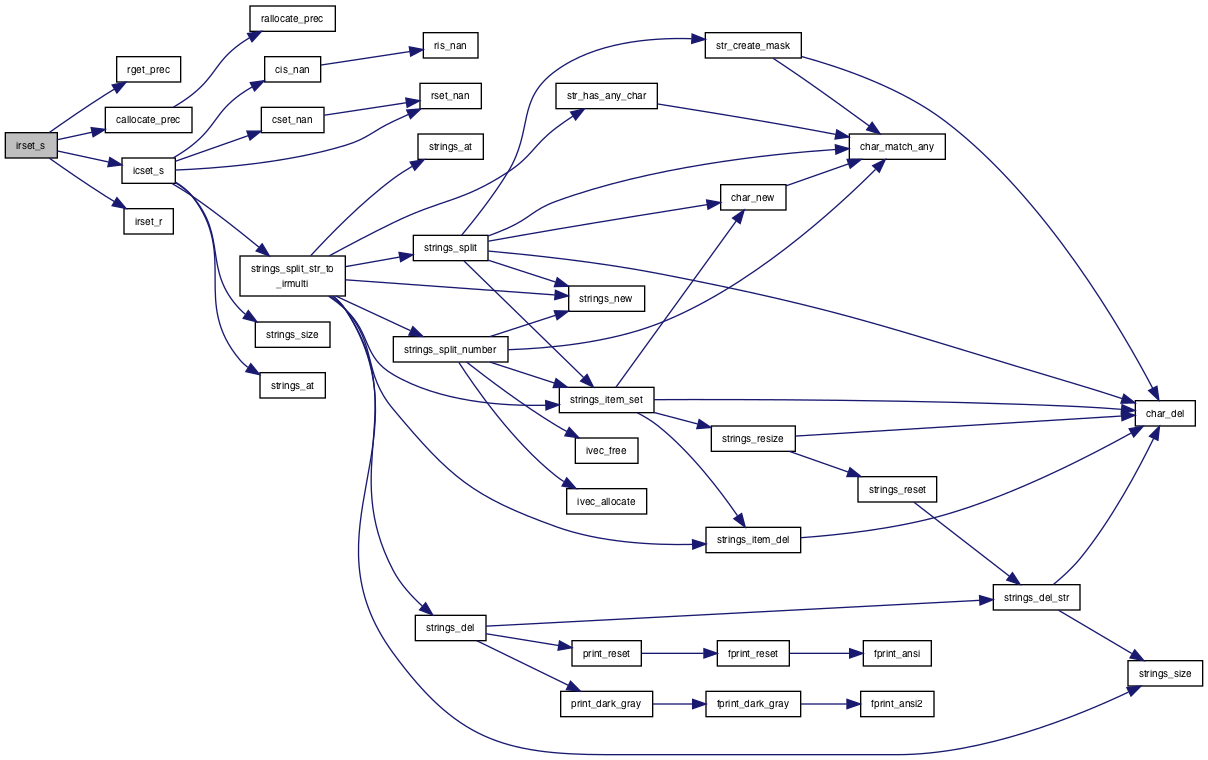 rallocate_prec
ris_nan
str_create_mask
rget_prec
cis_nan
rset_nan
str_has_any_char
callocate_prec
cset_nan
irset_s
strings_at
char_match_any
icset_s
char_new
irset_r
strings_split
strings_split_str_to
_irmulti
strings_new
strings_size
strings_split_number
strings_at
strings_item_set
char_del
strings_resize
ivec_free
strings_reset
ivec_allocate
strings_item_del
strings_del_str
strings_del
print_reset
fprint_reset
fprint_ansi
strings_size
print_dark_gray
fprint_dark_gray
fprint_ansi2